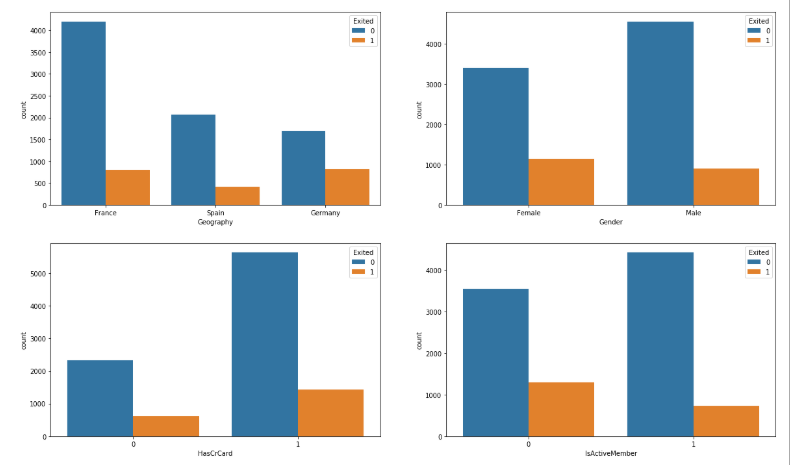 Exited
0
1
4000
3500
3000
2500
2000
1500
1000
500
0
count
France Spain Germany
Geography
Exited
0
1
4000
3000
2000
1000
0
count
Female Male
Gender
Exited
0
1
5000
4000
3000
2000
1000
0
count
0 1
HasCrCard
Exited
0
1
4000
3000
2000
1000
0
count
0 1
IsActiveMember